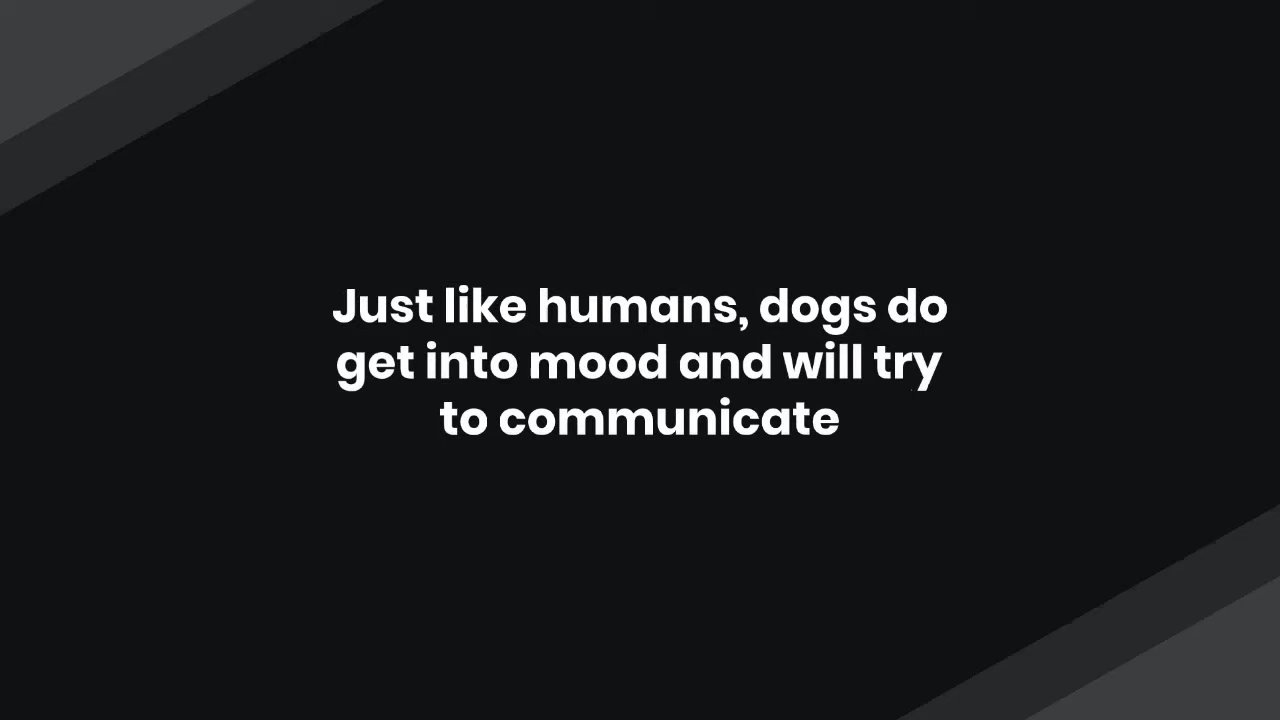 Just like humans, dogs do
get into mood and will try
to communicate